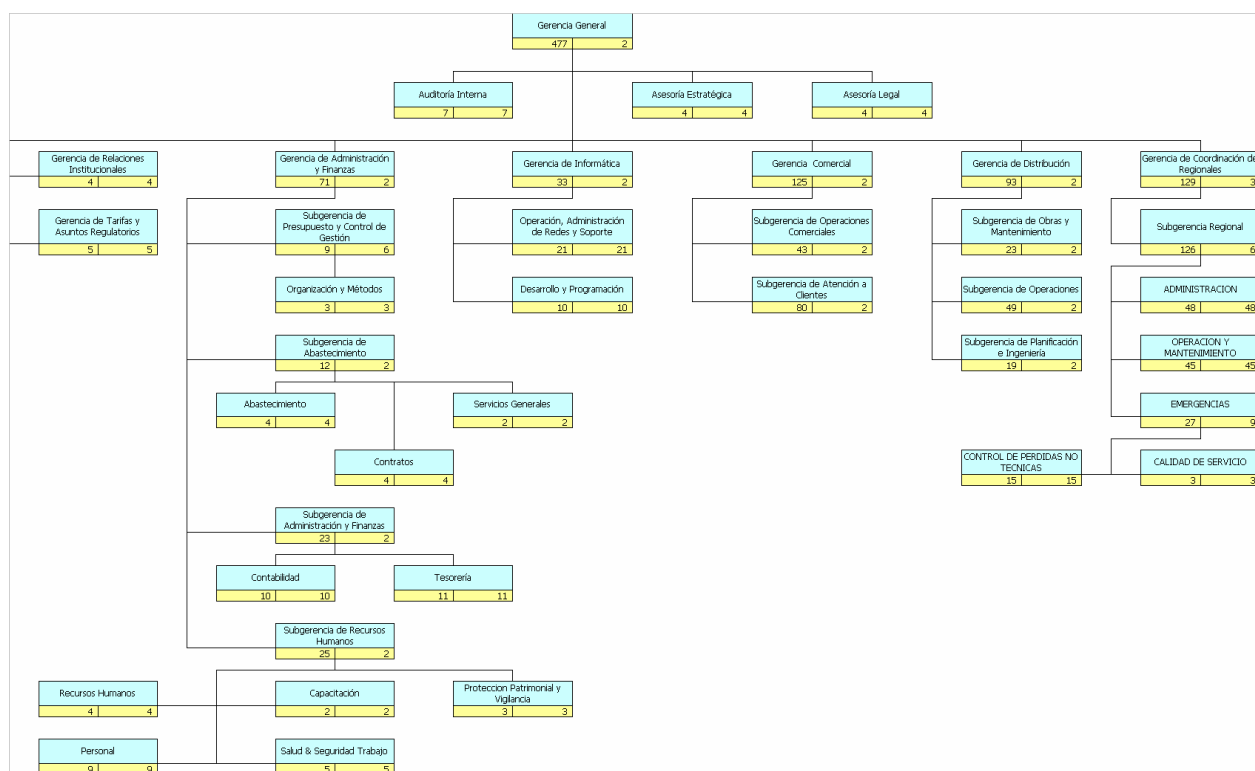 Gerencia General
477 2
Auditoría Interna
7 7
Asesoría Estratégica
4 4
Asesoría Legal
4 4
Gerencia de Relaciones
Institucionales
4 4
Gerencia de Administración
y Finanzas
71 2
Gerencia de Informática
33 2
Gerencia Comercial
125 2
Gerencia de Distribución
93 2
Gerencia de Coordinación de
Regionales
129 3
Gerencia de Tarifas y
Asuntos Regulatorios
5 5
Subgerencia de
Presupuesto y Control de
Gestión
9 6
Operación, Administración
de Redes y Soporte
21 21
Subgerencia de Operaciones
Comerciales
43 2
Subgerencia de Obras y
Mantenimiento
23 2
Subgerencia Regional
126 6
Organización y Métodos
3 3
Desarrollo y Programación
10 10
Subgerencia de Atención a
Clientes
80 2
Subgerencia de Operaciones
49 2
ADMINISTRACION
48 48
Subgerencia de
Abastecimiento
12 2
Subgerencia de Planificación
e Ingeniería
19 2
OPERACION Y
MANTENIMIENTO
45 45
Abastecimiento
4 4
Servicios Generales
2 2
EMERGENCIAS
27 9
Contratos
4 4
CONTROL DE PERDIDAS NO
TECNICAS
15 15
CALIDAD DE SERVICIO
3 3
Subgerencia de
Administración y Finanzas
23 2
Contabilidad
10 10
Tesorería
11 11
Subgerencia de Recursos
Humanos
25 2
Recursos Humanos
4 4
Capacitación
2 2
Proteccion Patrimonial y
Vigilancia
3 3
Personal
9 9
Salud & Seguridad Trabajo
5 5